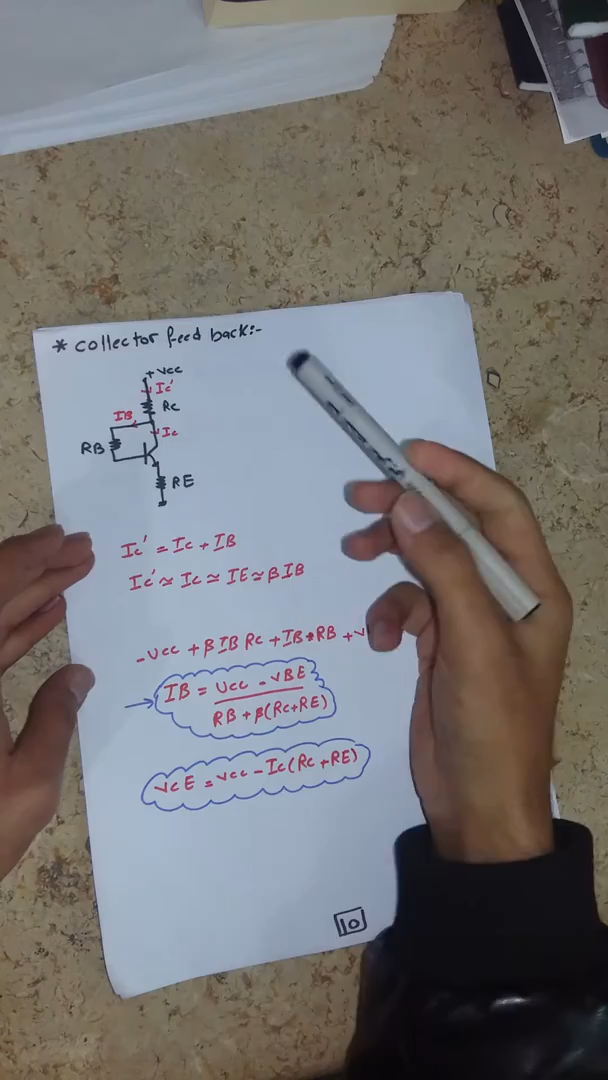 * collector feed back:-
+ Vcc
Ic'
Rc
IB
Ic
RB
RE
Ic' = Ic + IB
Ic' ≃ Ic ≃ IE ≃ βIB
-Vcc + βIB Rc + IB*RB + V
IB = Vcc - VBE
RB + β(Rc+RE)
VCE = Vcc - Ic(Rc+RE)
10